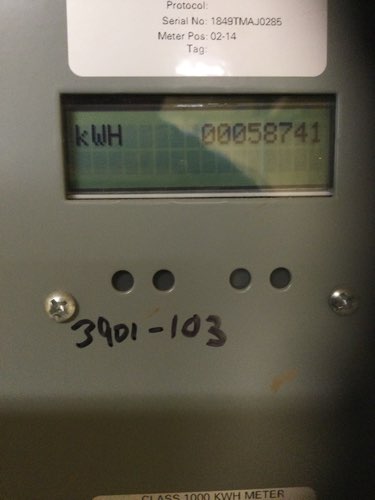 Protocol:
Serial No: 1849TMAJ0285
Meter Pos: 02-14
Tag:
kWH 00058741
3901-103
CLASS 1000 KWH METER